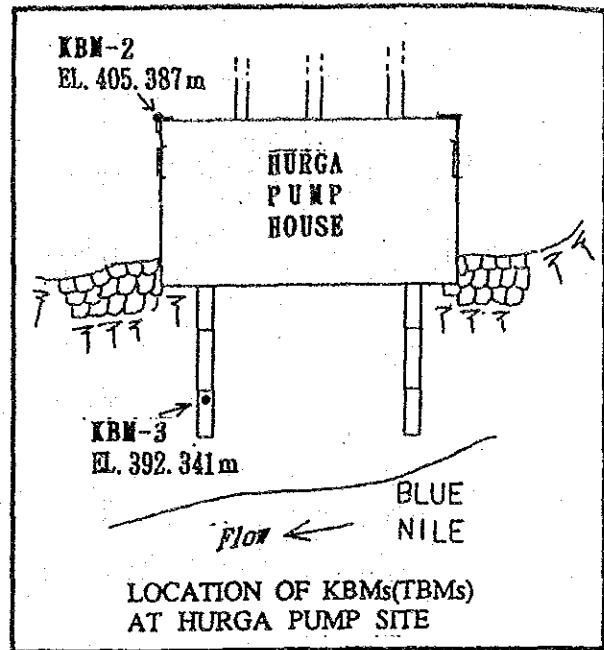 KBM-2
EL. 405.387m
HURGA
PUMP
HOUSE
KBM-3
EL. 392.341m
BLUE
NILE
Flow
LOCATION OF KBMs(TBMs)
AT HURGA PUMP SITE